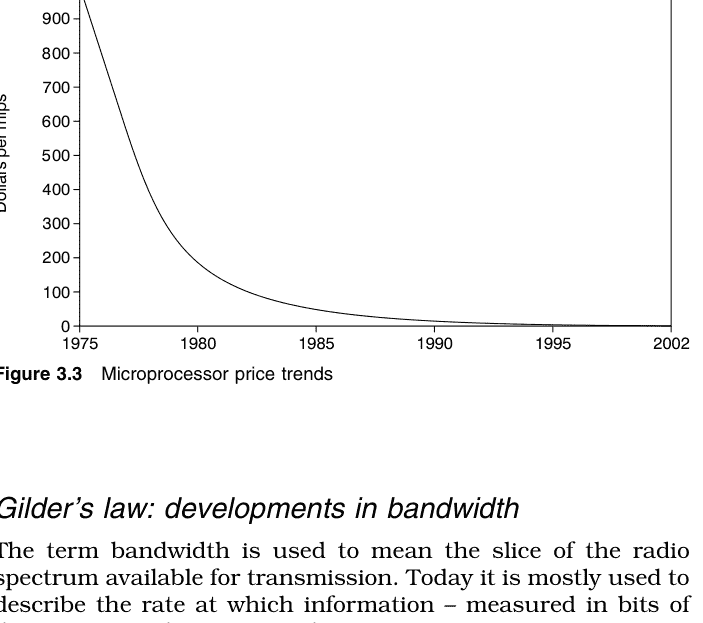 900
800
700
600
500
400
300
200
100
0
Dollars per mips
1975 1980 1985 1990 1995 2002
Figure 3.3 Microprocessor price trends
Gilder's law: developments in bandwidth
The term bandwidth is used to mean the slice of the radio
spectrum available for transmission. Today it is mostly used to
describe the rate at which information – measured in bits of